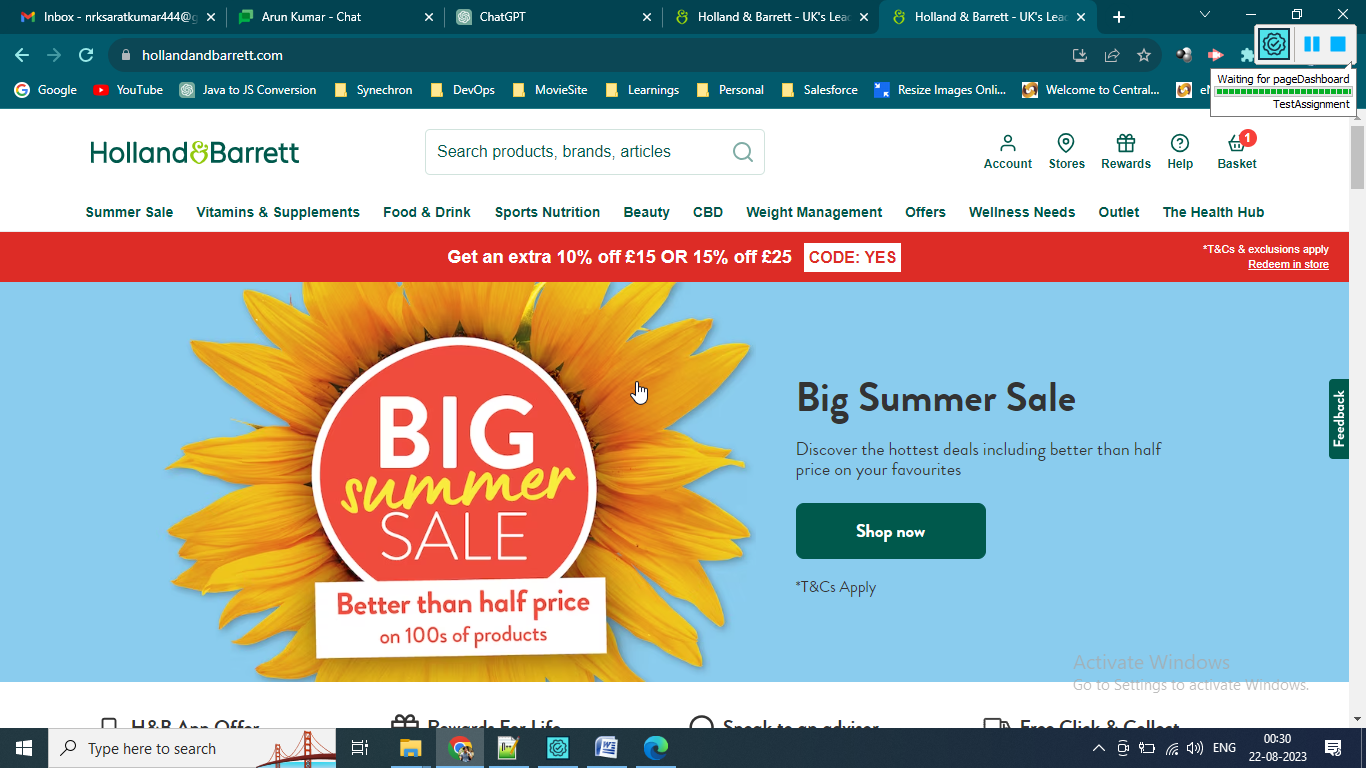 Inbox - nrksaratkumar444@g
Arun Kumar - Chat
ChatGPT
Holland & Barrett - UK's Lea
Holland & Barrett - UK's Lea
hollandandbarrett.com
Google
YouTube
Java to JS Conversion
Synechron
DevOps
MovieSite
Learnings
Personal
Salesforce
Resize Images Onli...
Welcome to Central...
Waiting for pageDashboard
TestAssignment
Holland&Barrett
Search products, brands, articles
Account
Stores
Rewards
Help
1
Basket
Summer Sale
Vitamins & Supplements
Food & Drink
Sports Nutrition
Beauty
CBD
Weight Management
Offers
Wellness Needs
Outlet
The Health Hub
Get an extra 10% off £15 OR 15% off £25 CODE: YES
*T&Cs & exclusions apply
Redeem in store
BIG
summer
SALE
Better than half price
on 100s of products
Big Summer Sale
Discover the hottest deals including better than half
price on your favourites
Shop now
*T&Cs Apply
Feedback
Activate Windows
Go to Settings to activate Windows.
H&B App Offer
Rewards For Life
Speak to an adviser
Free Click & Collect
Type here to search
ENG
00:30
22-08-2023